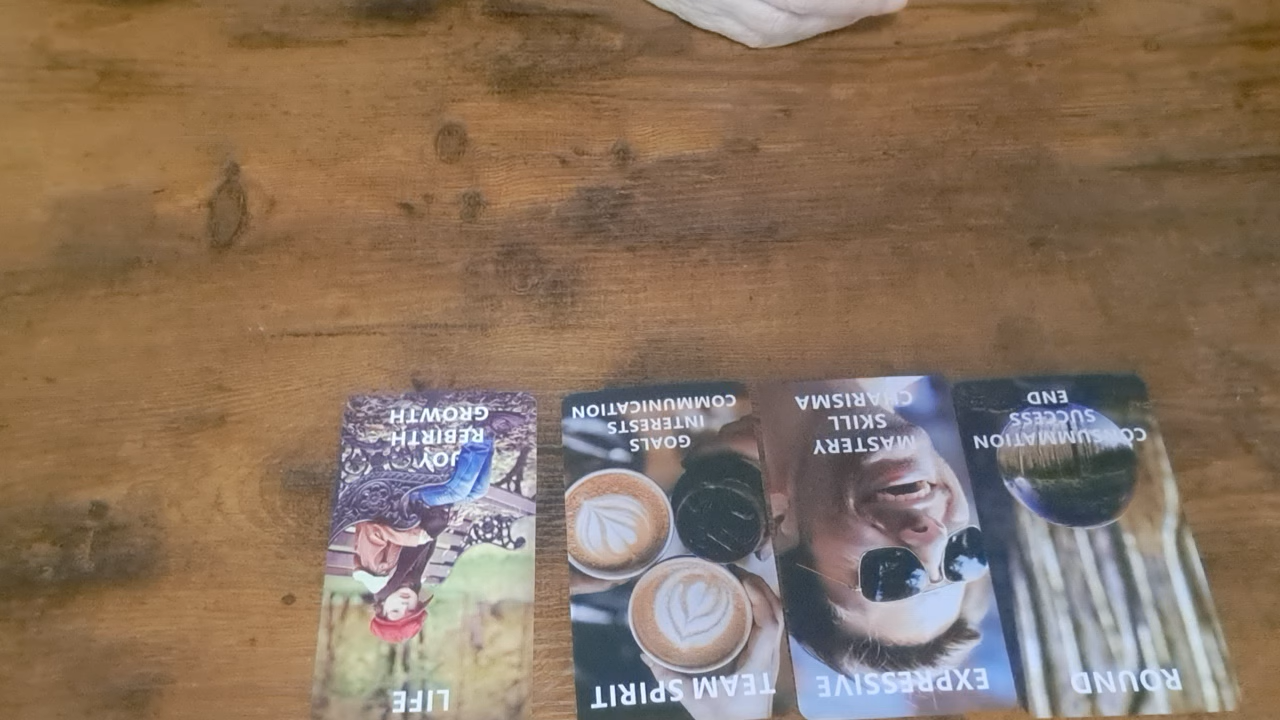 ROUND
CONSUMMATION
SUCCESS
END
EXPRESSIVE
MASTERY
SKILL
CHARISMA
TEAM SPIRIT
GOALS
INTERESTS
COMMUNICATION
LIFE
JOY
REBIRTH
GROWTH